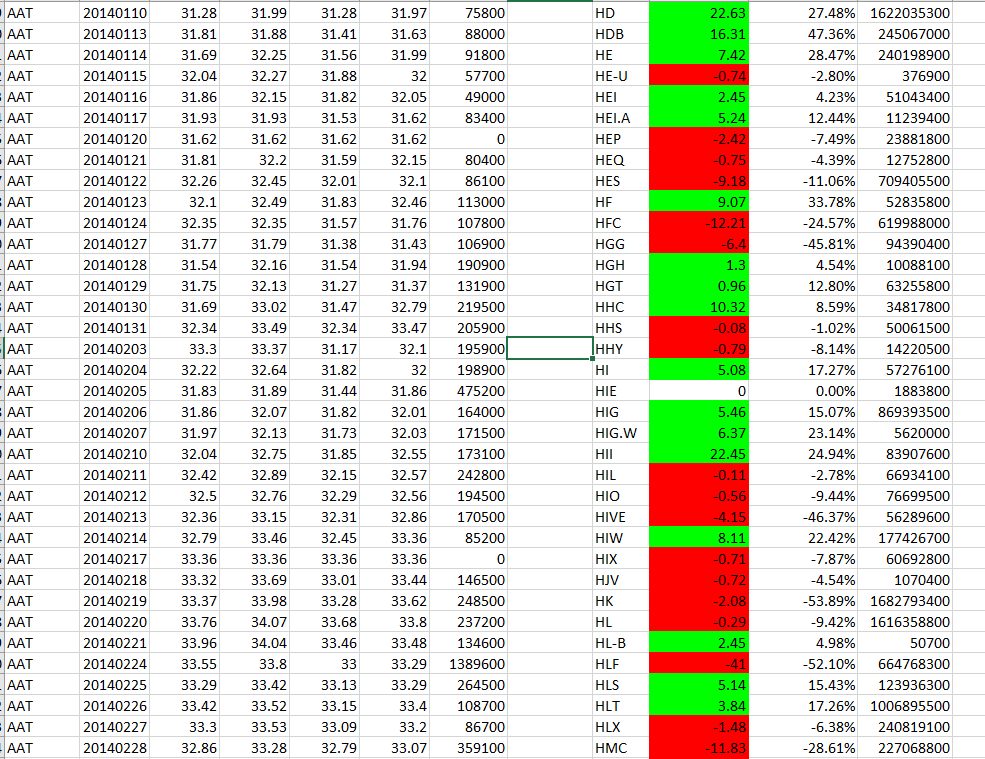 AAT 20140110 31.28 31.99 31.28 31.97 75800 HD 22.63 27.48% 1622035300
AAT 20140113 31.81 31.88 31.41 31.63 88000 HDB 16.31 47.36% 245067000
AAT 20140114 31.69 32.25 31.56 31.99 91800 HE 7.42 28.47% 240198900
AAT 20140115 32.04 32.27 31.88 32 57700 HE-U -0.74 -2.80% 376900
AAT 20140116 31.86 32.15 31.82 32.05 49000 HEI 2.45 4.23% 51043400
AAT 20140117 31.93 31.93 31.53 31.62 83400 HEI.A 5.24 12.44% 11239400
AAT 20140120 31.62 31.62 31.62 31.62 0 HEP -2.42 -7.49% 23881800
AAT 20140121 31.81 32.2 31.59 32.15 80400 HEQ -0.75 -4.39% 12752800
AAT 20140122 32.26 32.45 32.01 32.1 86100 HES -9.18 -11.06% 709405500
AAT 20140123 32.1 32.49 31.83 32.46 113000 HF 9.07 33.78% 52835800
AAT 20140124 32.35 32.35 31.57 31.76 107800 HFC -12.21 -24.57% 619988000
AAT 20140127 31.77 31.79 31.38 31.43 106900 HGG -6.4 -45.81% 94390400
AAT 20140128 31.54 32.16 31.54 31.94 190900 HGH 1.3 4.54% 10088100
AAT 20140129 31.75 32.13 31.27 31.37 131900 HGT 0.96 12.80% 63255800
AAT 20140130 31.69 33.02 31.47 32.79 219500 HHC 10.32 8.59% 34817800
AAT 20140131 32.34 33.49 32.34 33.47 205900 HHS -0.08 -1.02% 50061500
AAT 20140203 33.3 33.37 31.17 32.1 195900 HHY -0.79 -8.14% 14220500
AAT 20140204 32.22 32.64 31.82 32 198900 HI 5.08 17.27% 57276100
AAT 20140205 31.83 31.89 31.44 31.86 475200 HIE 0 0.00% 1883800
AAT 20140206 31.86 32.07 31.82 32.01 164000 HIG 5.46 15.07% 869393500
AAT 20140207 31.97 32.13 31.73 32.03 171500 HIG.W 6.37 23.14% 5620000
AAT 20140210 32.04 32.75 31.85 32.55 173100 HII 22.45 24.94% 83907600
AAT 20140211 32.42 32.89 32.15 32.57 242800 HIL -0.11 -2.78% 66934100
AAT 20140212 32.5 32.76 32.29 32.56 194500 HIO -0.56 -9.44% 76699500
AAT 20140213 32.36 33.15 32.31 32.86 170500 HIVE -4.15 -46.37% 56289600
AAT 20140214 32.79 33.46 32.45 33.36 85200 HIW 8.11 22.42% 177426700
AAT 20140217 33.36 33.36 33.36 33.36 0 HIX -0.71 -7.87% 60692800
AAT 20140218 33.32 33.69 33.01 33.44 146500 HJV -0.72 -4.54% 1070400
AAT 20140219 33.37 33.98 33.28 33.62 248500 HK -2.08 -53.89% 1682793400
AAT 20140220 33.76 34.07 33.68 33.8 237200 HL -0.29 -9.42% 1616358800
AAT 20140221 33.96 34.04 33.46 33.48 134600 HL-B 2.45 4.98% 50700
AAT 20140224 33.55 33.8 33 33.29 1389600 HLF -41 -52.10% 664768300
AAT 20140225 33.29 33.42 33.13 33.29 264500 HLS 5.14 15.43% 123936300
AAT 20140226 33.42 33.52 33.15 33.4 108700 HLT 3.84 17.26% 1006895500
AAT 20140227 33.3 33.53 33.09 33.2 86700 HLX -1.48 -6.38% 240819100
AAT 20140228 32.86 33.28 32.79 33.07 359100 HMC -11.83 -28.61% 227068800